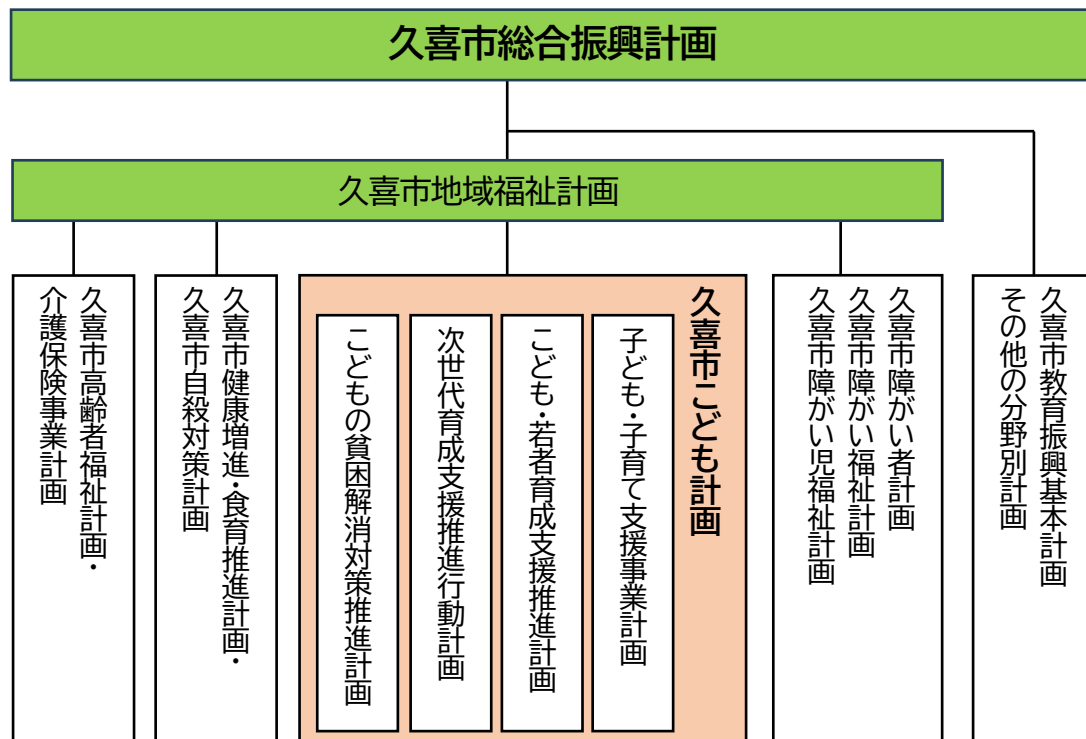 久喜市総合振興計画
久喜市地域福祉計画
久喜市教育振興基本計画
その他の分野別計画
久喜市障がい者計画
久喜市障がい福祉計画
久喜市障がい児福祉計画
久喜市こども計画
子ども・子育て支援事業計画
こども・若者育成支援推進計画
次世代育成支援推進行動計画
こどもの貧困解消対策推進計画
久喜市健康増進・食育推進計画・
久喜市自殺対策計画
久喜市高齢者福祉計画・
介護保険事業計画